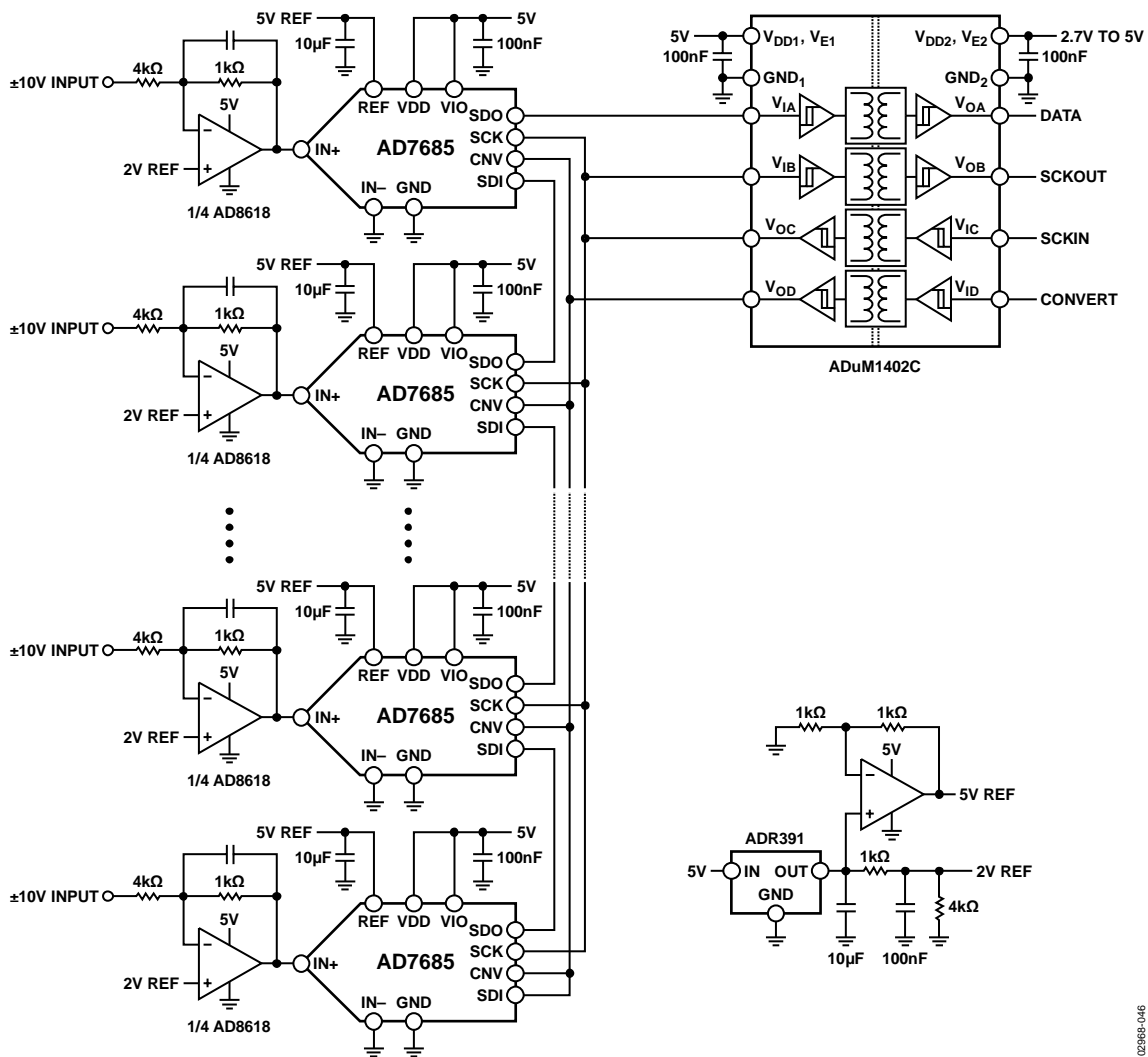 5V REF
10µF
5V
100nF
±10V INPUT
4kΩ
1kΩ
5V
2V REF
1/4 AD8618
IN+
REF VDD VIO
AD7685
SDO
SCK
CNV
SDI
IN– GND
5V REF
10µF
5V
100nF
±10V INPUT
4kΩ
1kΩ
5V
2V REF
1/4 AD8618
IN+
REF VDD VIO
AD7685
SDO
SCK
CNV
SDI
IN– GND
5V REF
10µF
5V
100nF
±10V INPUT
4kΩ
1kΩ
5V
2V REF
1/4 AD8618
IN+
REF VDD VIO
AD7685
SDO
SCK
CNV
SDI
IN– GND
5V REF
10µF
5V
100nF
±10V INPUT
4kΩ
1kΩ
5V
2V REF
1/4 AD8618
IN+
REF VDD VIO
AD7685
SDO
SCK
CNV
SDI
IN– GND
5V
100nF
VDD1, VE1
GND1
VDD2, VE2
GND2
2.7V TO 5V
100nF
VIA
VOA
DATA
VIB
VOB
SCKOUT
VOC
VIC
SCKIN
VOD
VID
CONVERT
ADuM1402C
1kΩ
1kΩ
5V
5V REF
ADR391
5V
IN OUT
GND
1kΩ
2V REF
4kΩ
10µF
100nF
02968-046